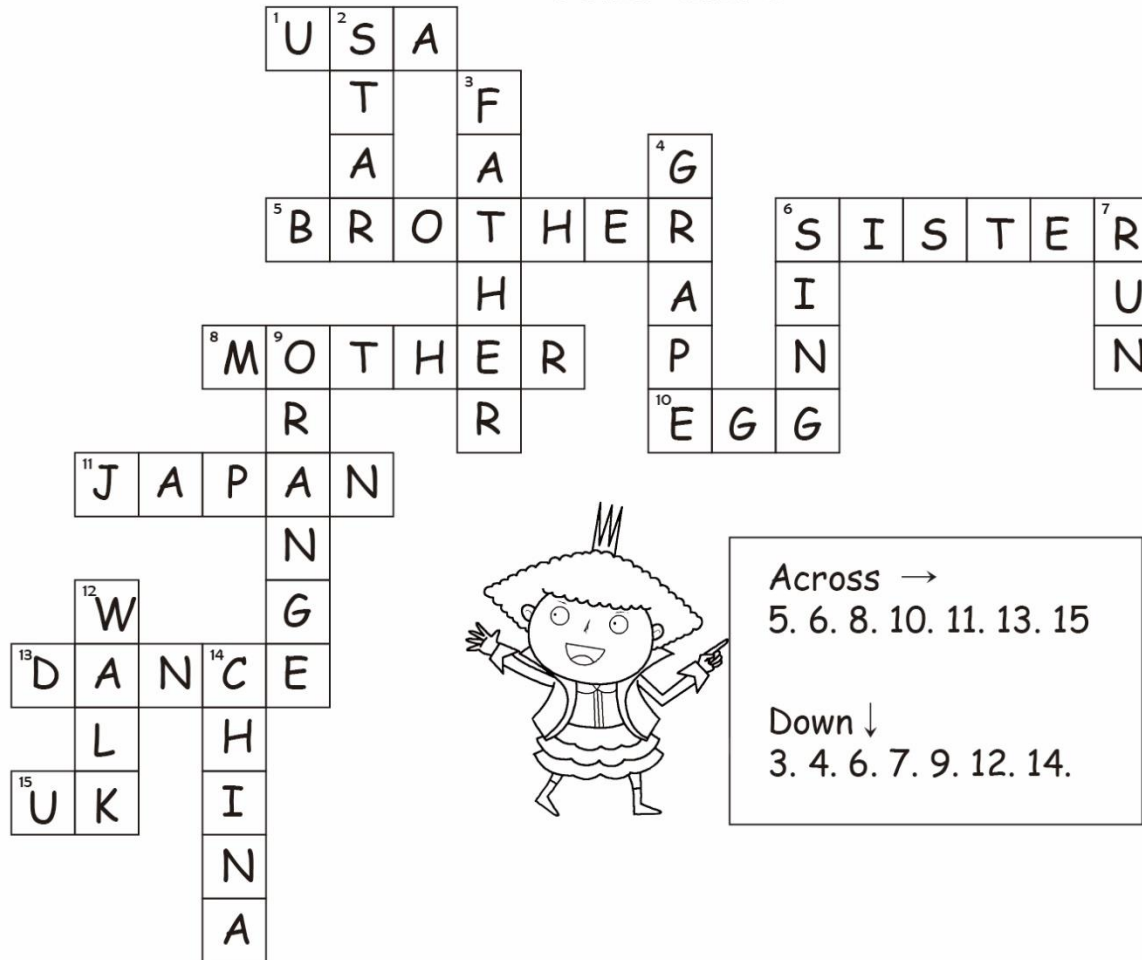 1 U 2 S A
T 3 F
A A 4 G
5 B R O T H E R 6 S I S T E 7 R
H A I U
8 M 9 O T H E R P N N
R R 10 E G G
11 J A P A N
N
12 W G
13 D A N 14 C E
L H
15 U K I
N
A
Across →
5. 6. 8. 10. 11. 13. 15
Down ↓
3. 4. 6. 7. 9. 12. 14.